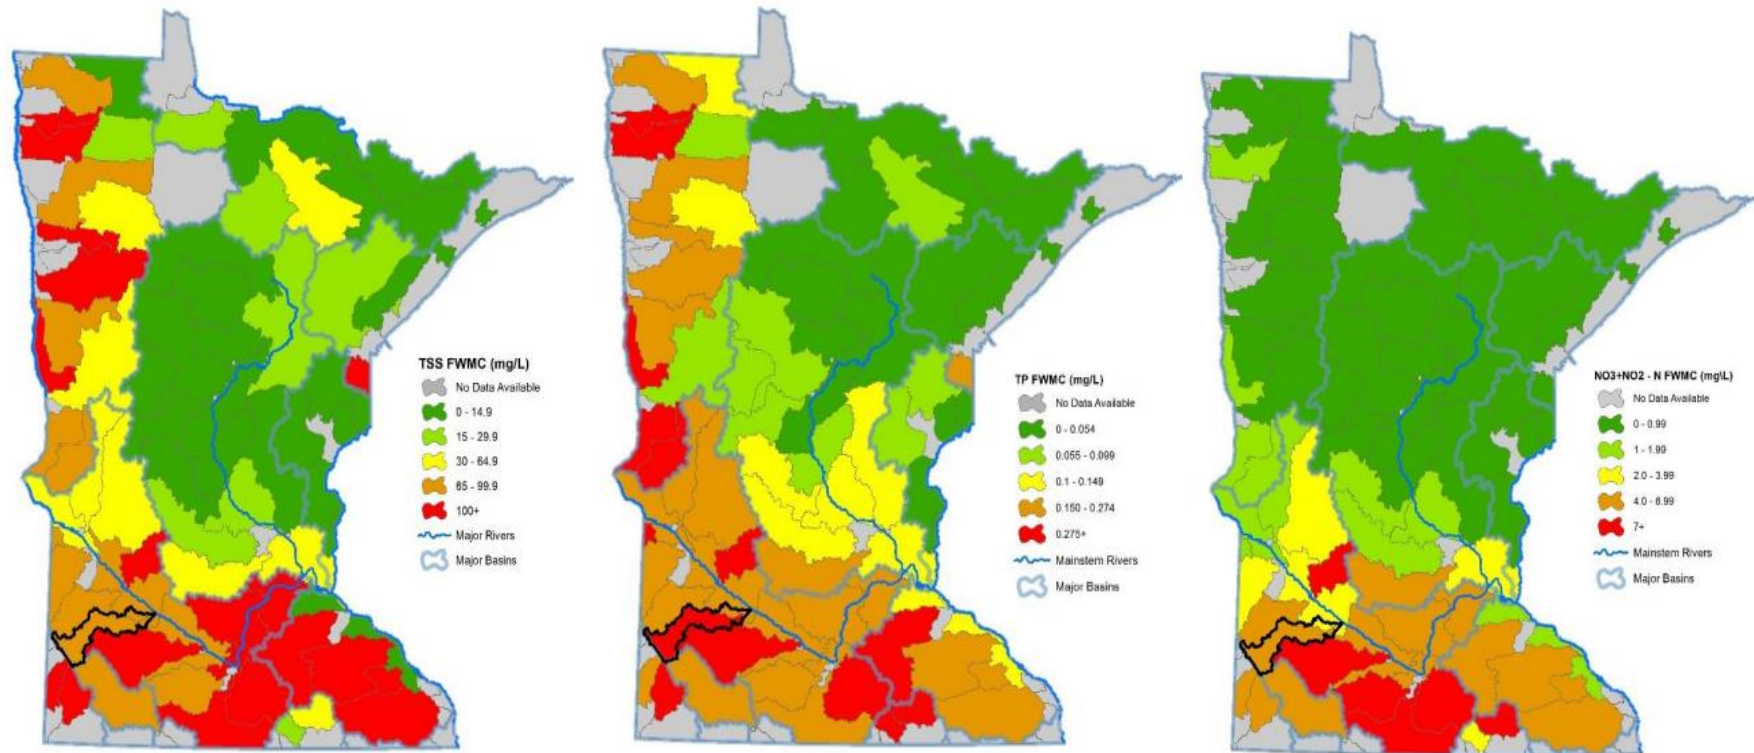 TSS FWMC (mg/L)
No Data Available
0 - 14.9
15 - 29.9
30 - 64.9
65 - 99.9
100+
Major Rivers
Major Basins
TP FWMC (mg/L)
No Data Available
0 - 0.054
0.055 - 0.099
0.1 - 0.149
0.150 - 0.274
0.275+
Mainstem Rivers
Major Basins
NO3+NO2 - N FWMC (mg\L)
No Data Available
0 - 0.99
1 - 1.99
2.0 - 3.99
4.0 - 6.99
7+
Mainstem Rivers
Major Basins